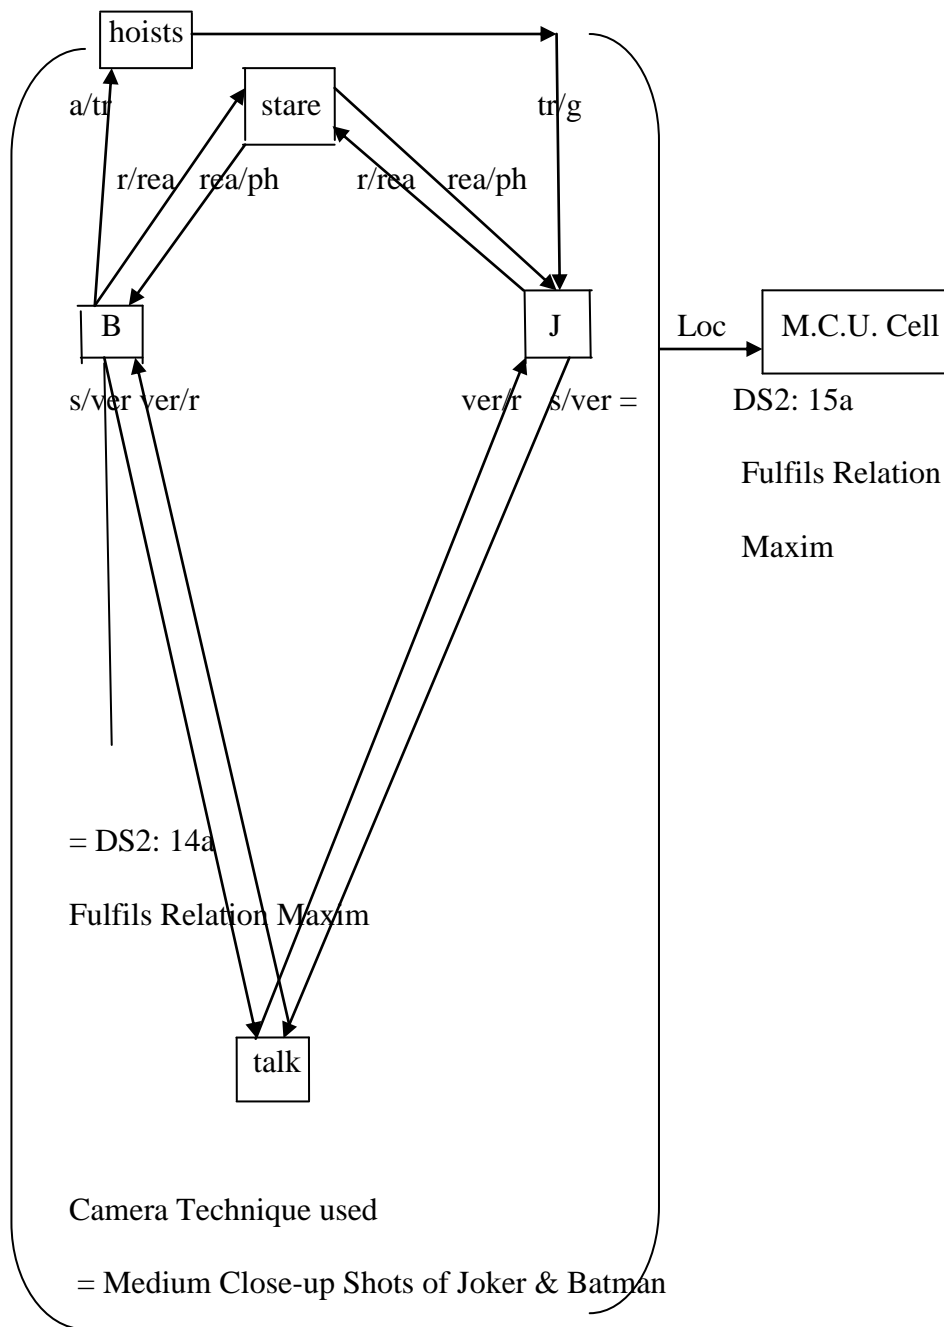 hoists
a/tr stare tr/g
r/rea rea/ph r/rea rea/ph
B J Loc M.C.U. Cell
s/ver ver/r ver/r s/ver = DS2: 15a
Fulfils Relation
Maxim
= DS2: 14a
Fulfils Relation Maxim
talk
Camera Technique used
= Medium Close-up Shots of Joker & Batman